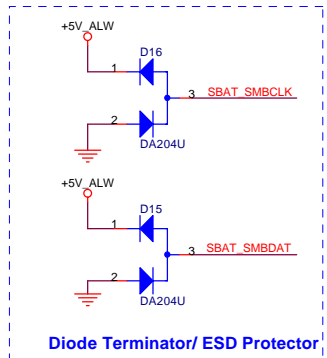 +5V_ALW
D16
1
3 SBAT_SMBCLK
2
DA204U
+5V_ALW
D15
1
3 SBAT_SMBDAT
2
DA204U
Diode Terminator/ ESD Protector